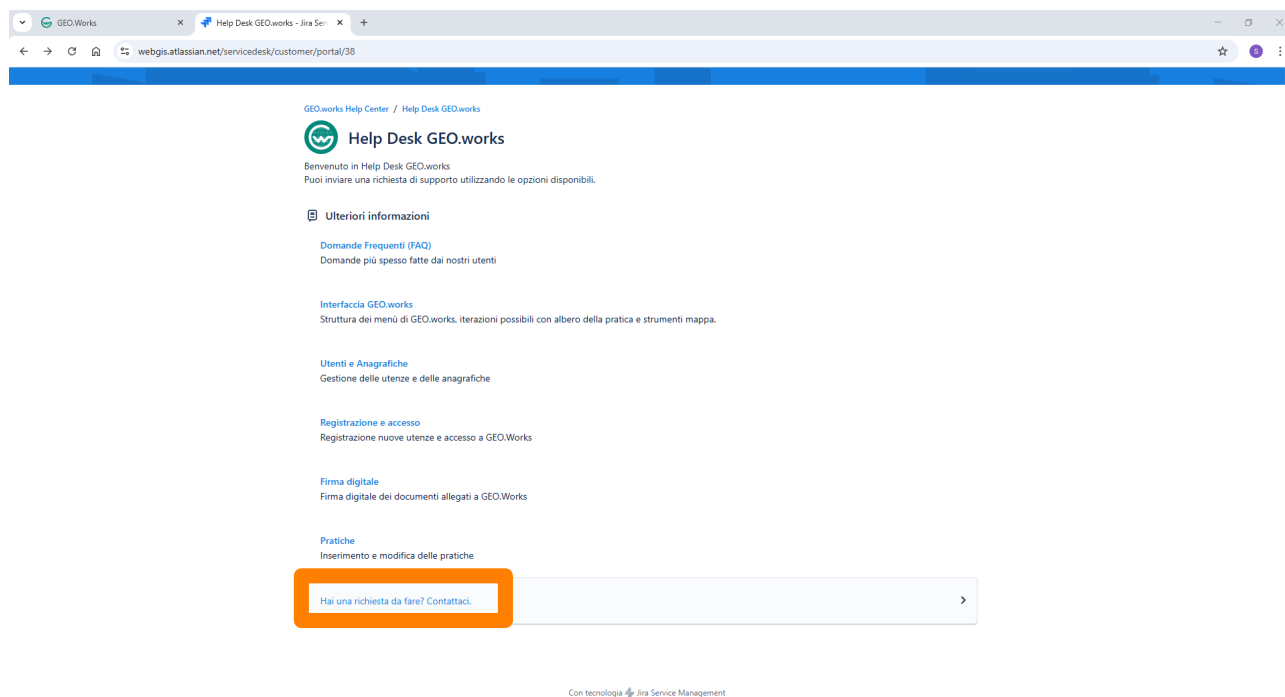 GEO.Works
Help Desk GEO.works - Jira Ser
webgis.atlassian.net/servicedesk/customer/portal/38
S
GEO.works Help Center / Help Desk GEO.works
Help Desk GEO.works
Benvenuto in Help Desk GEO.works
Puoi inviare una richiesta di supporto utilizzando le opzioni disponibili.
Ulteriori informazioni
Domande Frequenti (FAQ)
Domande più spesso fatte dai nostri utenti
Interfaccia GEO.works
Struttura dei menù di GEO.works, iterazioni possibili con albero della pratica e strumenti mappa.
Utenti e Anagrafiche
Gestione delle utenze e delle anagrafiche
Registrazione e accesso
Registrazione nuove utenze e accesso a GEO.Works
Firma digitale
Firma digitale dei documenti allegati a GEO.Works
Pratiche
Inserimento e modifica delle pratiche
Hai una richiesta da fare? Contattaci.
Con tecnologia Jira Service Management